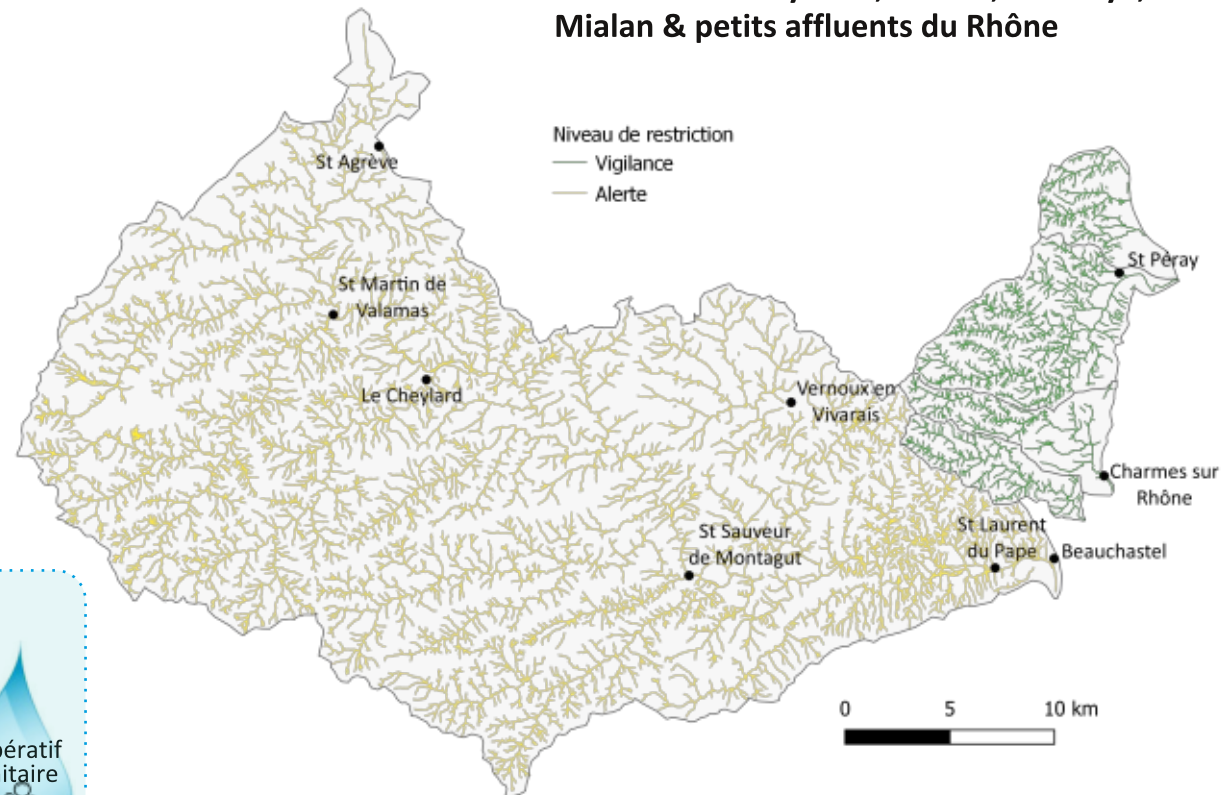 Mialan & petits affluents du Rhône
Niveau de restriction
Vigilance
Alerte
St Agrève
St Péray
St Martin de
Valamas
Le Cheylard
Vernoux en
Vivarais
Charmes sur
Rhône
St Sauveur
de Montagut
St Laurent
du Pape
Beauchastel
0 5 10 km
pératif
nitaire